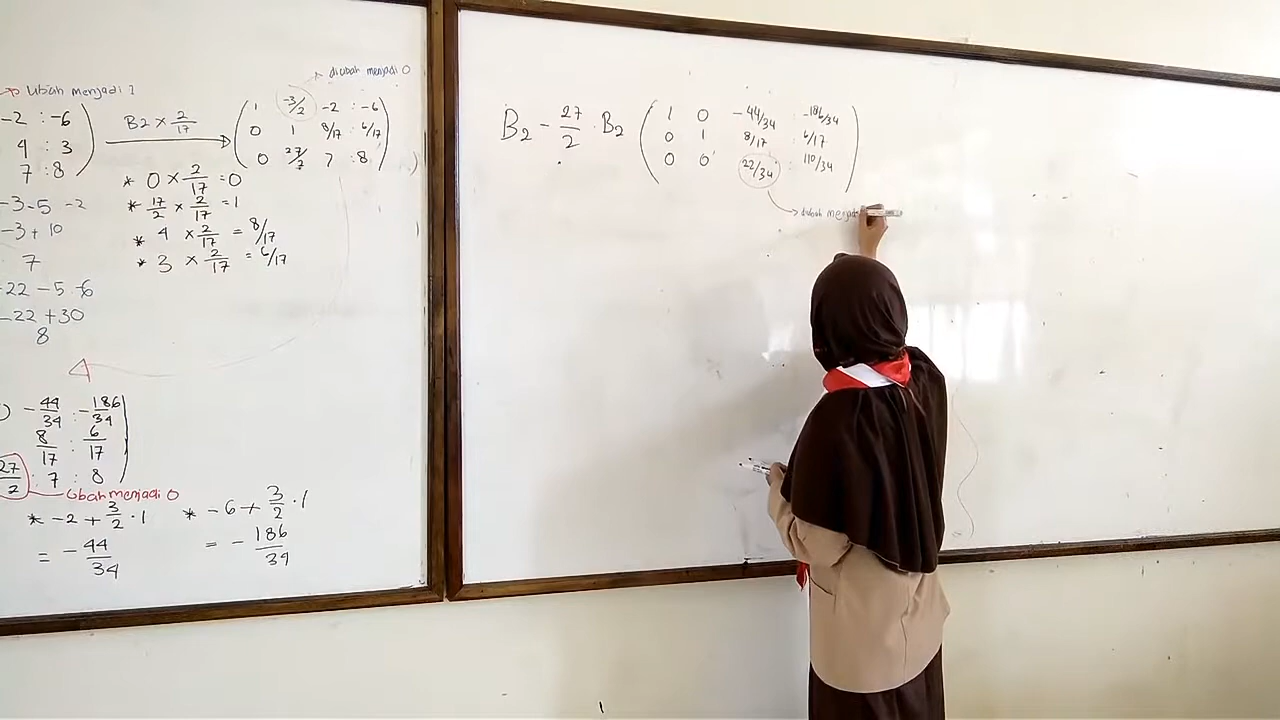 Ubah menjadi 2
-2 : -6
4 : 3
7 : 8
B2 × 2/17
diubah menjadi 0
1 -3/2 -2 : -6
0 1 8/17 : 6/17
0 27/7 7 : 8
* 0 × 2/17 = 0
* 17/2 × 2/17 = 1
* 4 × 2/17 = 8/17
* 3 × 2/17 = 6/17
-3-5 -2
-3+10
7
-22 -5 -6
-22 +30
8
-44/34 : -186/34
8/17 : 6/17
27/2 : 7 : 8
Ubah menjadi 0
* -2 + 3/2 · 1
= -44/34
* -6 + 3/2 · 1
= -186/34
B2 - 27/2 · B2
1 0 -44/34 : -186/34
0 1 8/17 : 6/17
0 0 22/34 : 110/34
diubah menjadi